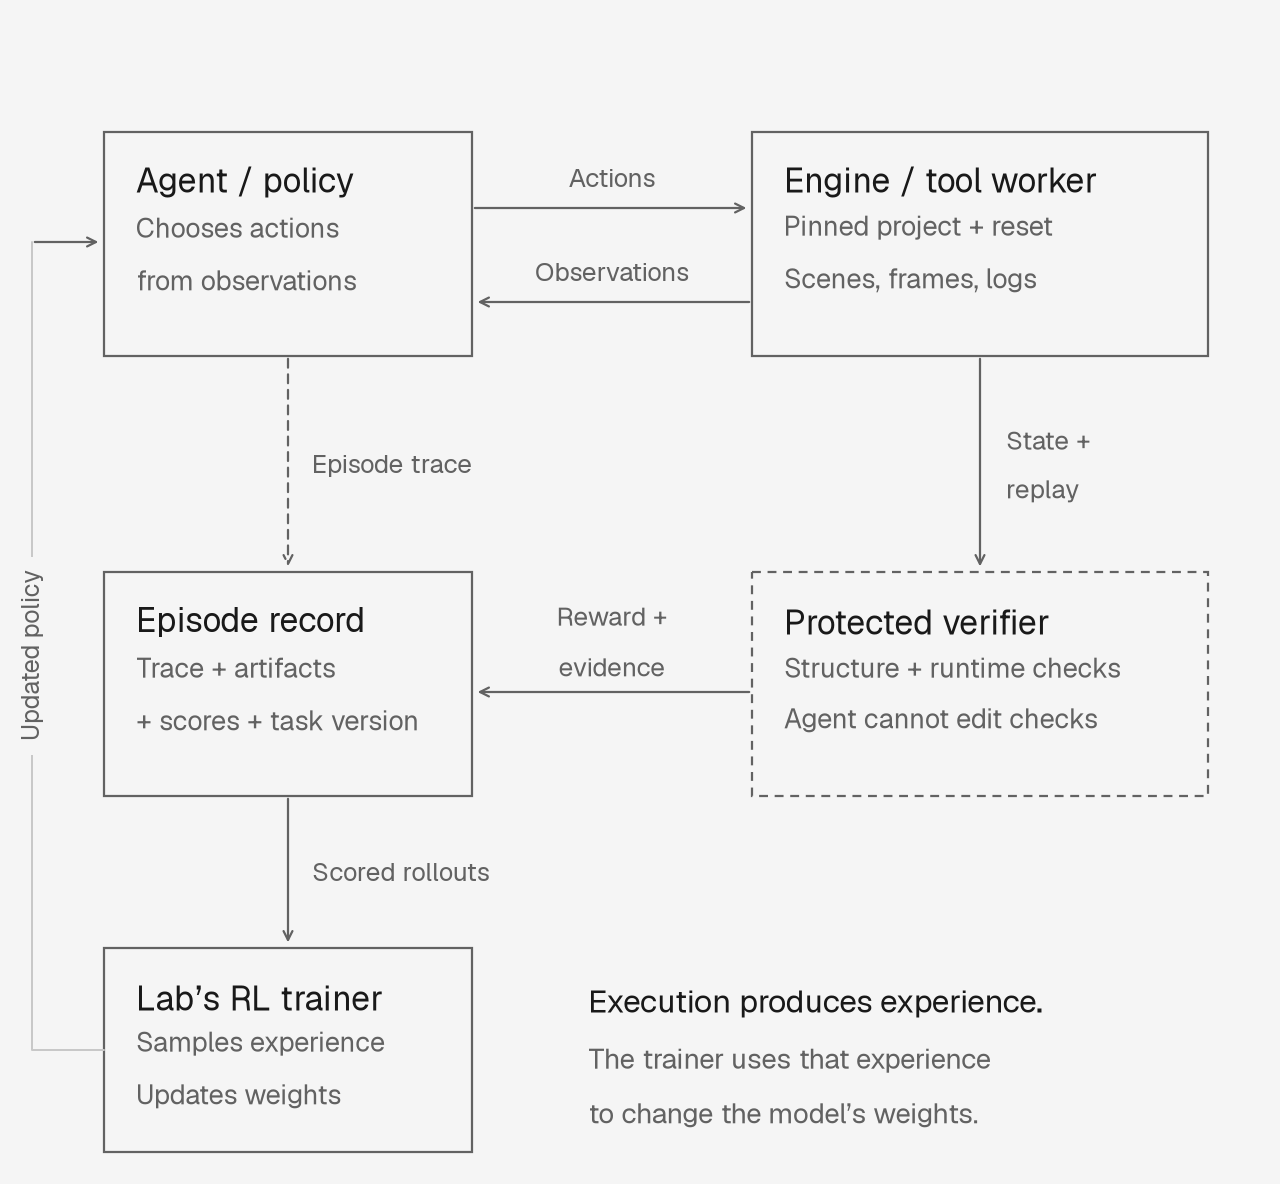 Agent / policy
Chooses actions
from observations
Actions
Observations
Engine / tool worker
Pinned project + reset
Scenes, frames, logs
Episode trace
State +
replay
Updated policy
Episode record
Trace + artifacts
+ scores + task version
Reward +
evidence
Protected verifier
Structure + runtime checks
Agent cannot edit checks
Scored rollouts
Lab’s RL trainer
Samples experience
Updates weights
Execution produces experience.
The trainer uses that experience
to change the model’s weights.